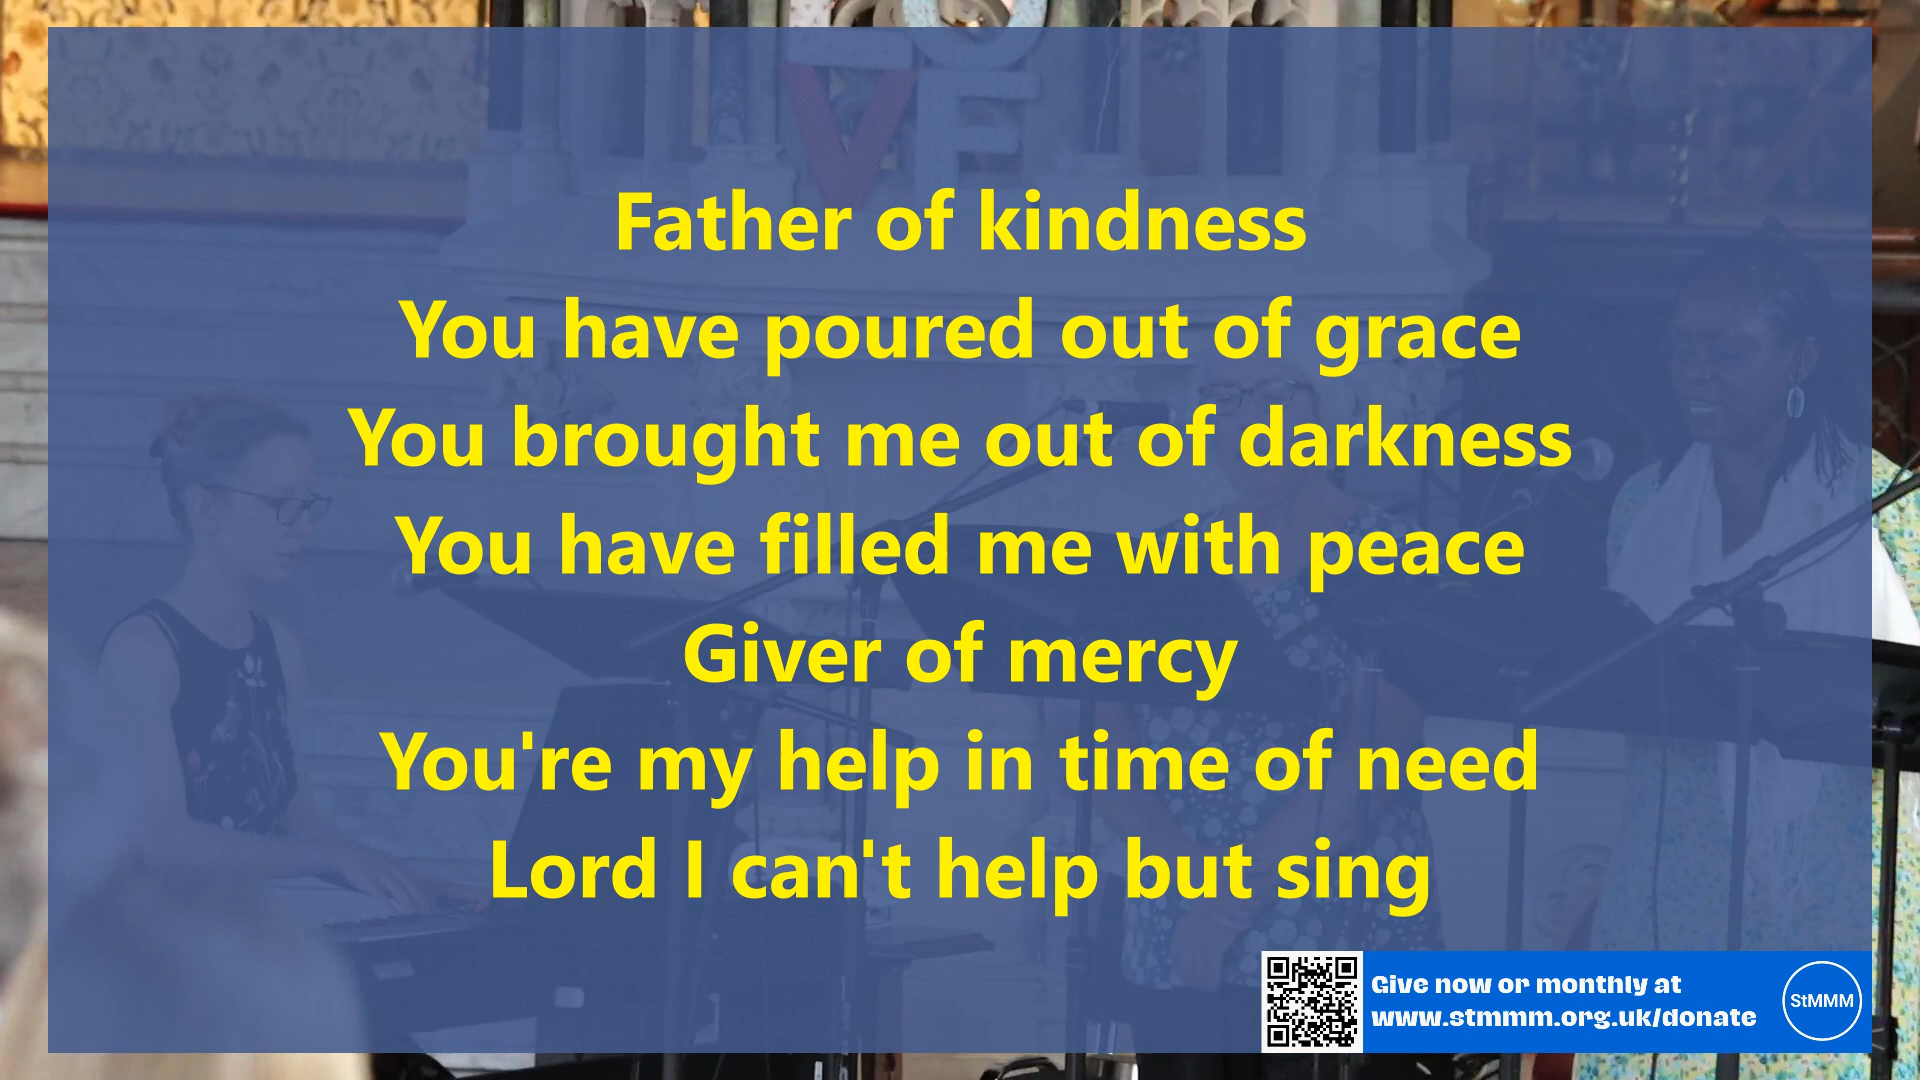 LOVE
Father of kindness
You have poured out of grace
You brought me out of darkness
You have filled me with peace
Giver of mercy
You're my help in time of need
Lord I can't help but sing
Give now or monthly at
www.stmmm.org.uk/donate
StMMM